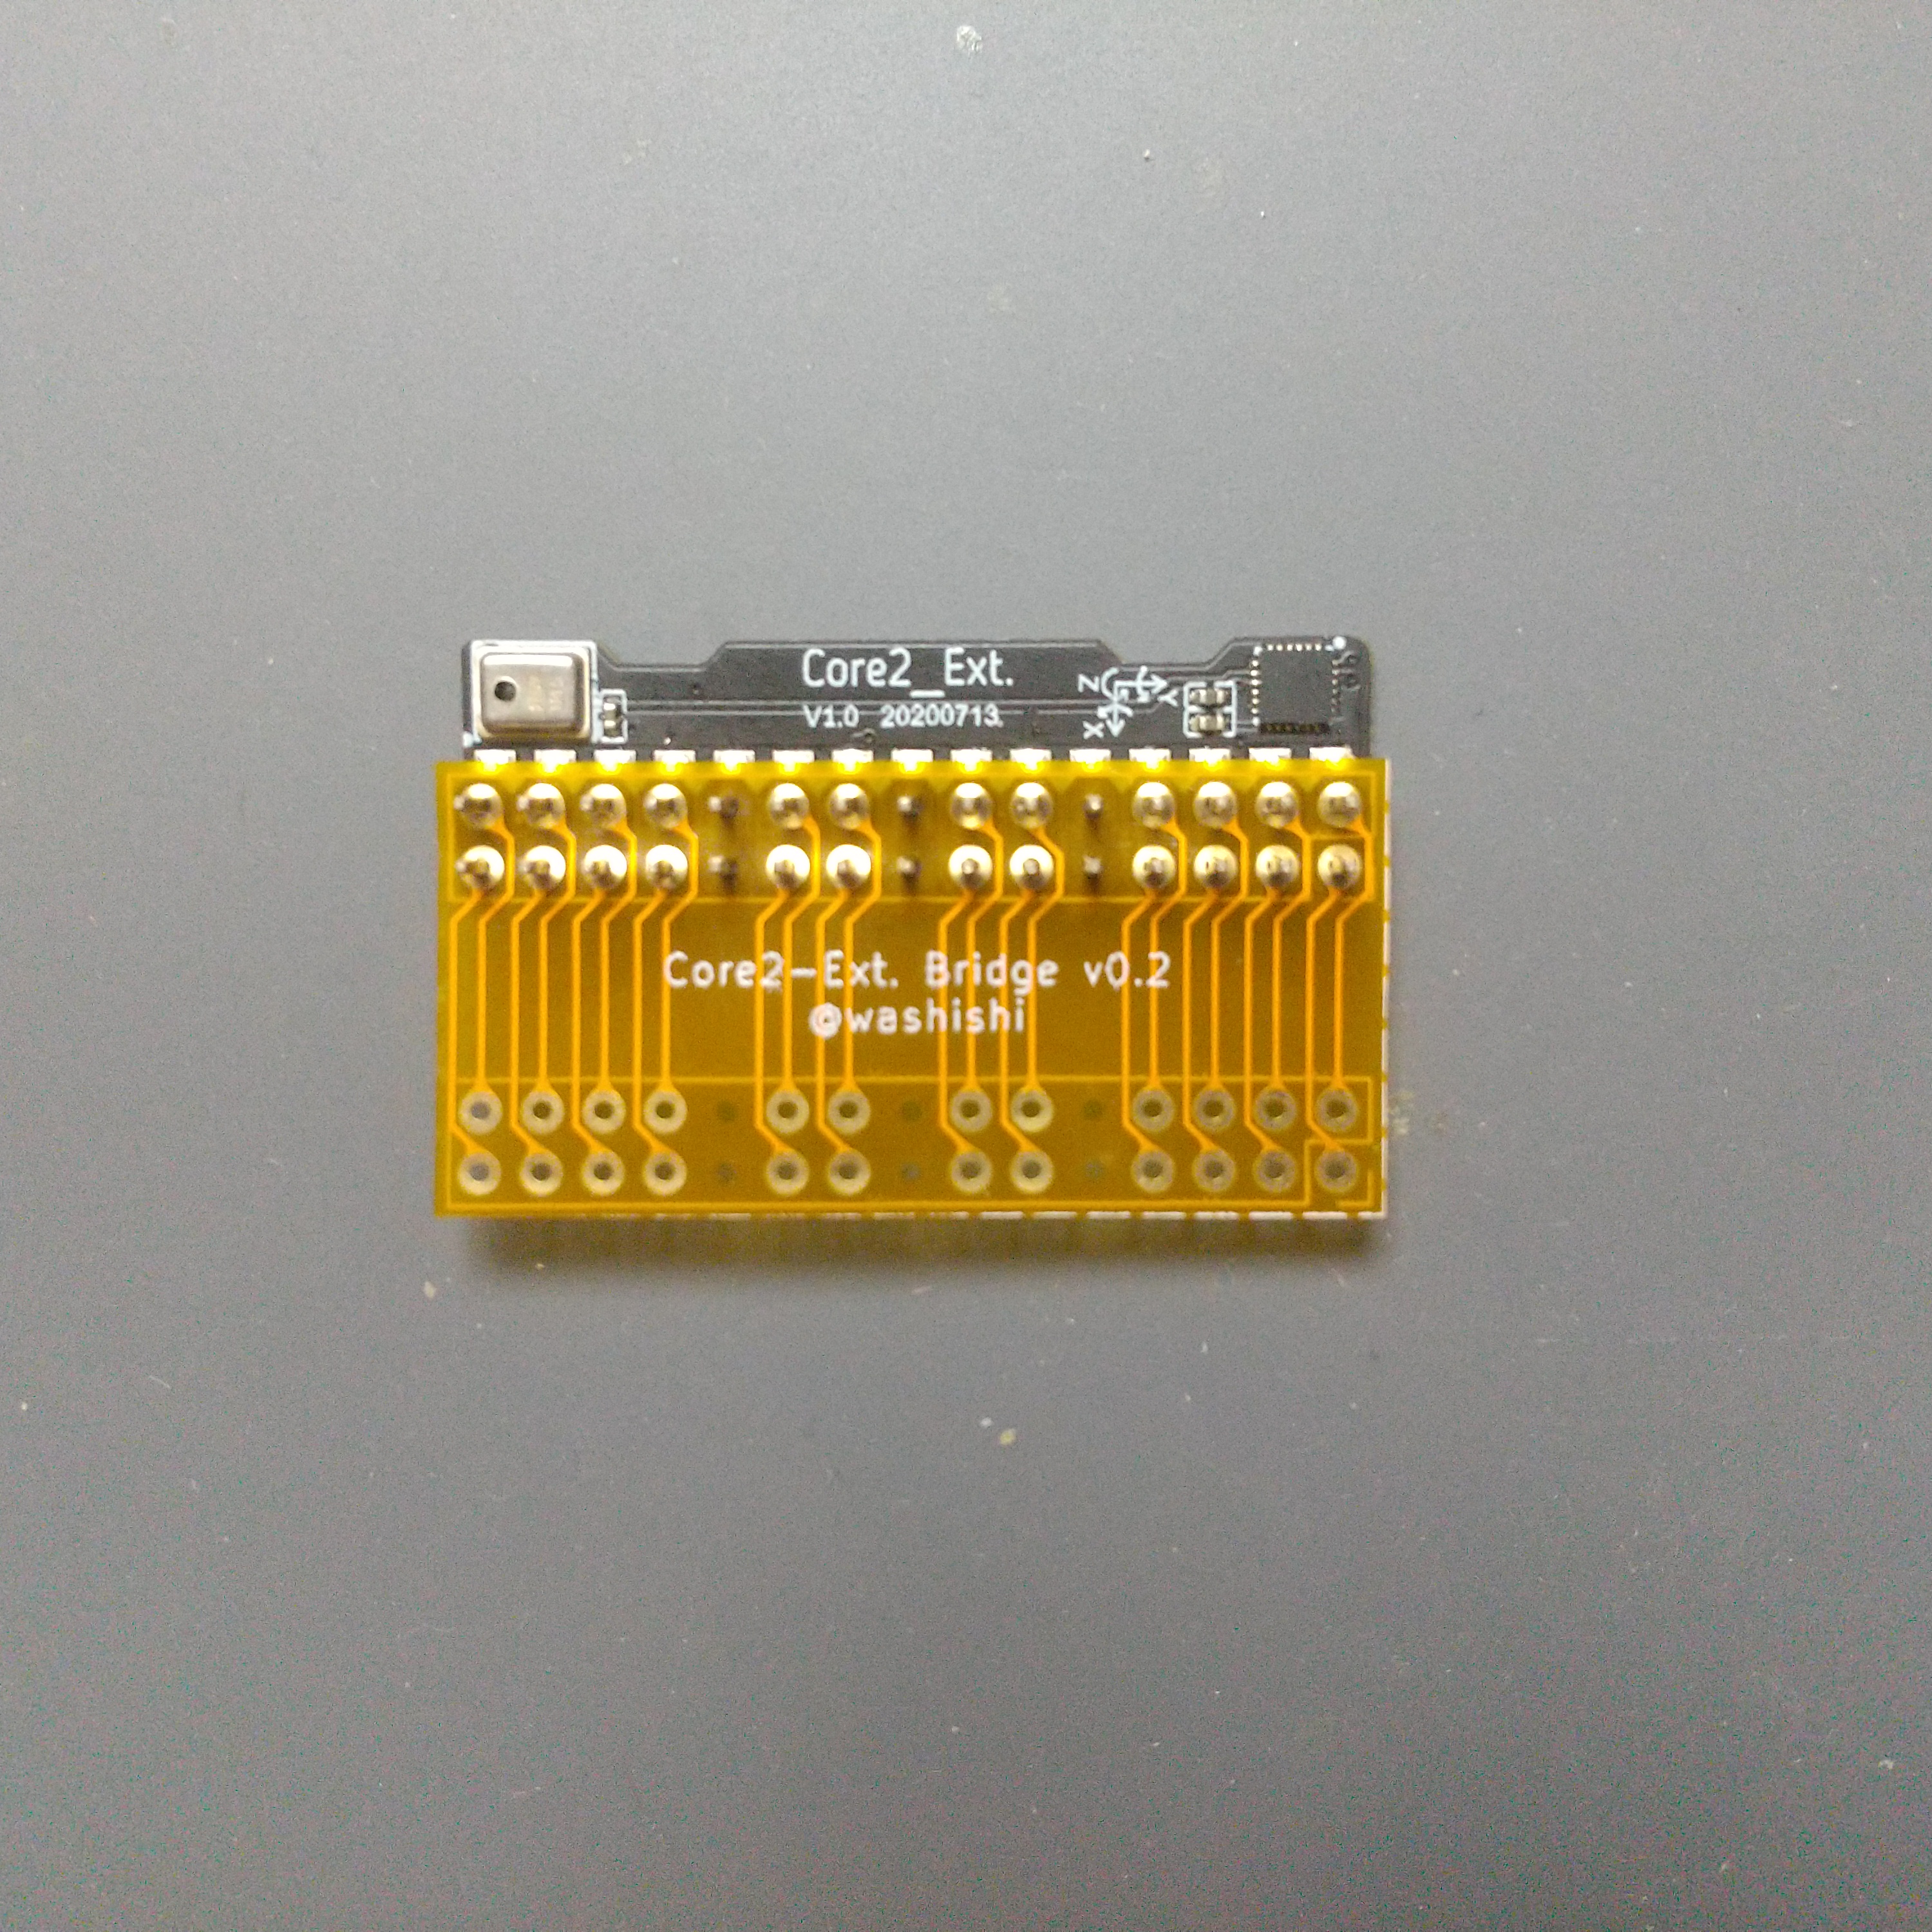 Core2_Ext.
V1.0 20200713
Z
Y
X
Core2-Ext. Bridge v0.2
@washishi